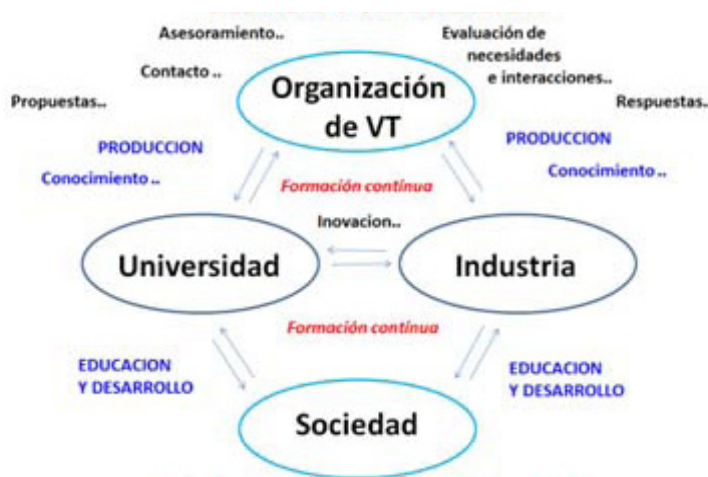 Asesoramiento..
Evaluación de
necesidades
e interacciones..
Contacto ..
Organización
de VT
Propuestas..
Respuestas..
PRODUCCION
PRODUCCION
Conocimiento ..
Conocimiento ..
Formación contínua
Inovacion..
Universidad
Industria
Formación contínua
EDUCACION
Y DESARROLLO
EDUCACION
Y DESARROLLO
Sociedad